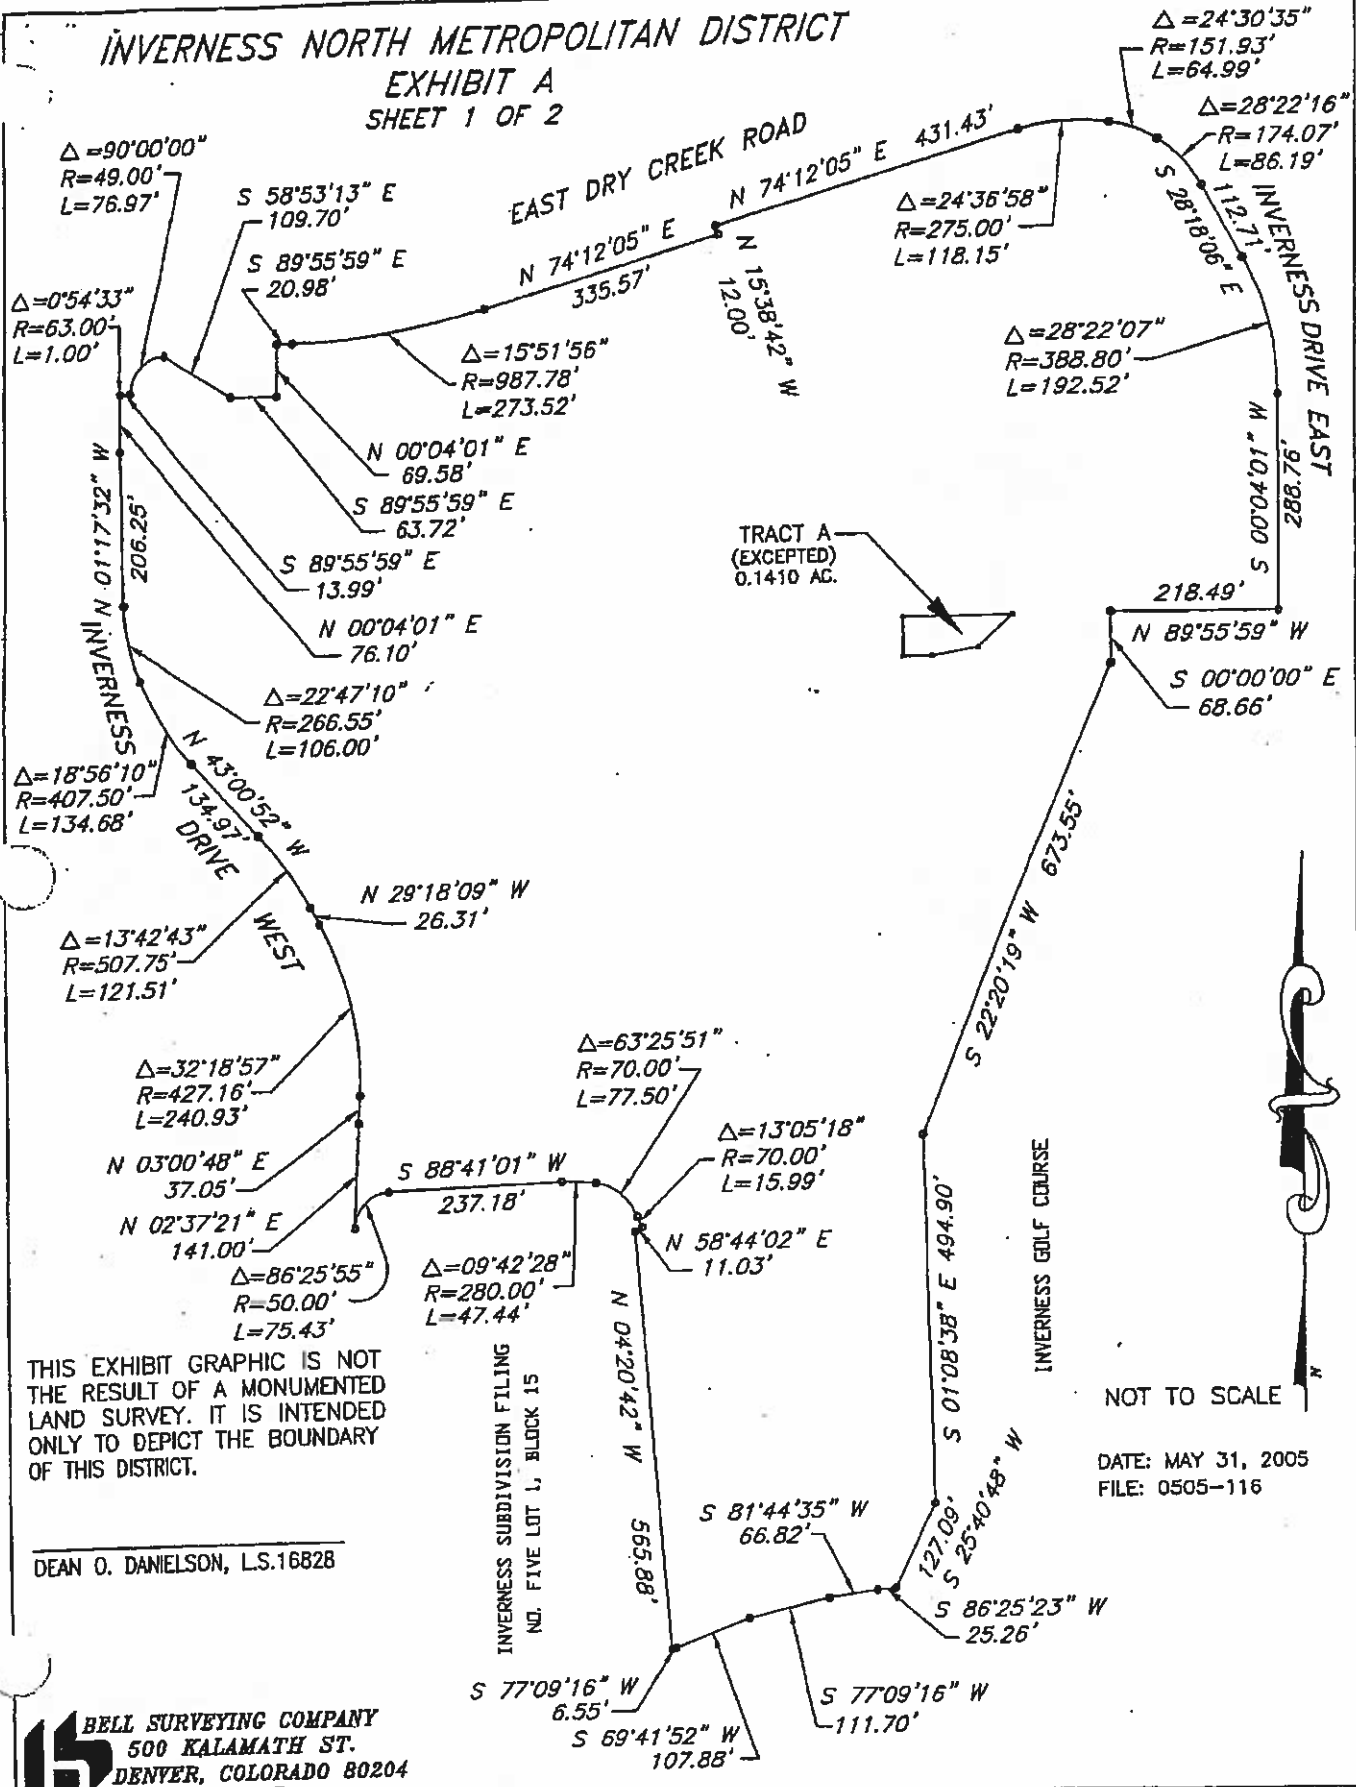 INVERNESS NORTH METROPOLITAN DISTRICT
EXHIBIT A
SHEET 1 OF 2
Δ=24°30'35"
R=151.93'
L=64.99'
Δ=28°22'16"
R=174.07'
L=86.19'
Δ=90°00'00"
R=49.00'
L=76.97'
S 58°53'13" E
109.70'
S 89°55'59" E
20.98'
EAST DRY CREEK ROAD
N 74°12'05" E 431.43'
N 74°12'05" E
335.57'
N 15°38'42" W
12.00'
Δ=24°36'58"
R=275.00'
L=118.15'
S 28°18'06" E
112.71'
INVERNESS DRIVE EAST
Δ=0°54'33"
R=63.00'
L=1.00'
Δ=15°51'56"
R=987.78'
L=273.52'
Δ=28°22'07"
R=388.80'
L=192.52'
N 00°04'01" E
69.58'
S 89°55'59" E
63.72'
S 89°55'59" E
13.99'
N 00°04'01" E
76.10'
N 01°17'32" W
206.25'
S 00°04'01" W
288.76'
TRACT A
(EXCEPTED)
0.1410 AC.
218.49'
N 89°55'59" W
S 00°00'00" E
68.66'
INVERNESS
DRIVE
WEST
Δ=22°47'10"
R=266.55'
L=106.00'
Δ=18°56'10"
R=407.50'
L=134.68'
N 43°00'52" W
134.97'
N 29°18'09" W
26.31'
Δ=13°42'43"
R=507.75'
L=121.51'
S 22°20'19" W 673.55'
Δ=32°18'57"
R=427.16'
L=240.93'
Δ=63°25'51"
R=70.00'
L=77.50'
Δ=13°05'18"
R=70.00'
L=15.99'
N 03°00'48" E
37.05'
N 02°37'21" E
141.00'
S 88°41'01" W
237.18'
N 58°44'02" E
11.03'
Δ=86°25'55"
R=50.00'
L=75.43'
Δ=09°42'28"
R=280.00'
L=47.44'
N 04°20'42" W 565.88'
S 01°08'38" E 494.90'
INVERNESS GOLF COURSE
INVERNESS SUBDIVISION FILING
NO. FIVE LOT 1, BLOCK 15
THIS EXHIBIT GRAPHIC IS NOT
THE RESULT OF A MONUMENTED
LAND SURVEY. IT IS INTENDED
ONLY TO DEPICT THE BOUNDARY
OF THIS DISTRICT.
N
NOT TO SCALE
DATE: MAY 31, 2005
FILE: 0505-116
DEAN O. DANIELSON, L.S.16828
S 81°44'35" W
66.82'
127.09'
S 25°40'48" W
S 86°25'23" W
25.26'
S 77°09'16" W
6.55'
S 77°09'16" W
111.70'
S 69°41'52" W
107.88'
BELL SURVEYING COMPANY
500 KALAMATH ST.
DENVER, COLORADO 80204